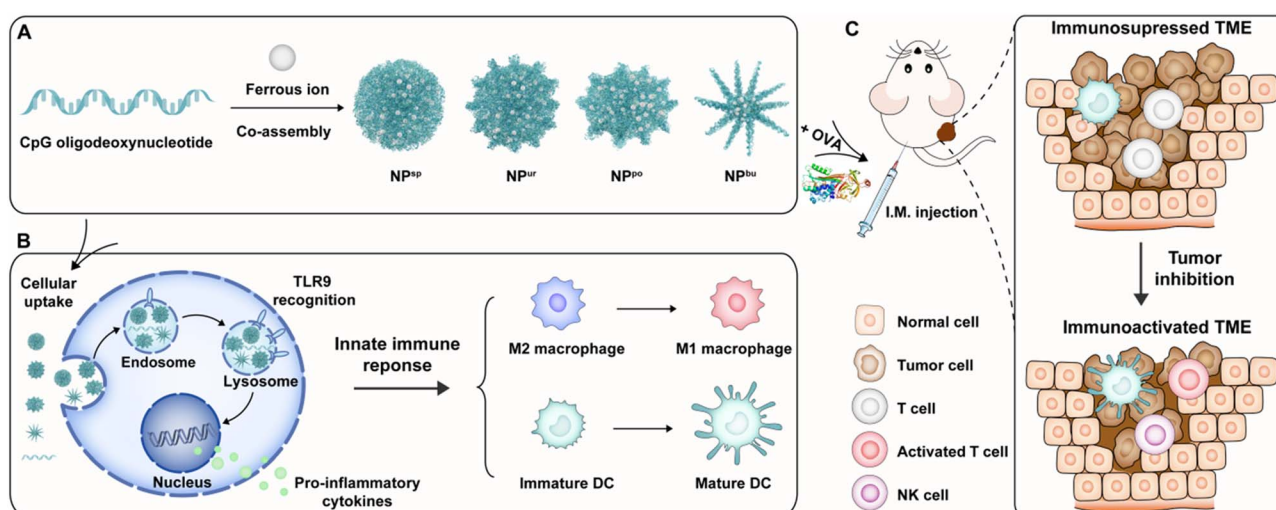 A
CpG oligodeoxynucleotide
Ferrous ion
Co-assembly
NPsp
NPur
NPpo
NPbu
B
Cellular
uptake
Endosome
TLR9
recognition
Lysosome
Nucleus
Pro-inflammatory
cytokines
Innate immune
reponse
M2 macrophage
M1 macrophage
Immature DC
Mature DC
C
+ OVA
I.M. injection
Normal cell
Tumor cell
T cell
Activated T cell
NK cell
Immunosupressed TME
Tumor
inhibition
Immunoactivated TME